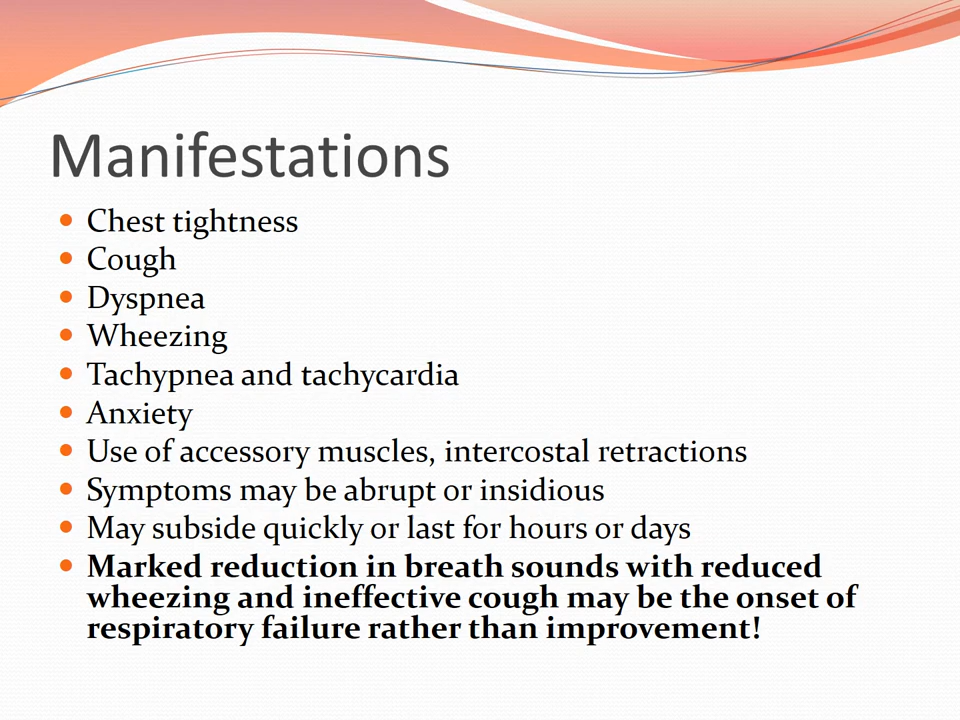 Manifestations
• Chest tightness
• Cough
• Dyspnea
• Wheezing
• Tachypnea and tachycardia
• Anxiety
• Use of accessory muscles, intercostal retractions
• Symptoms may be abrupt or insidious
• May subside quickly or last for hours or days
• Marked reduction in breath sounds with reduced
wheezing and ineffective cough may be the onset of
respiratory failure rather than improvement!